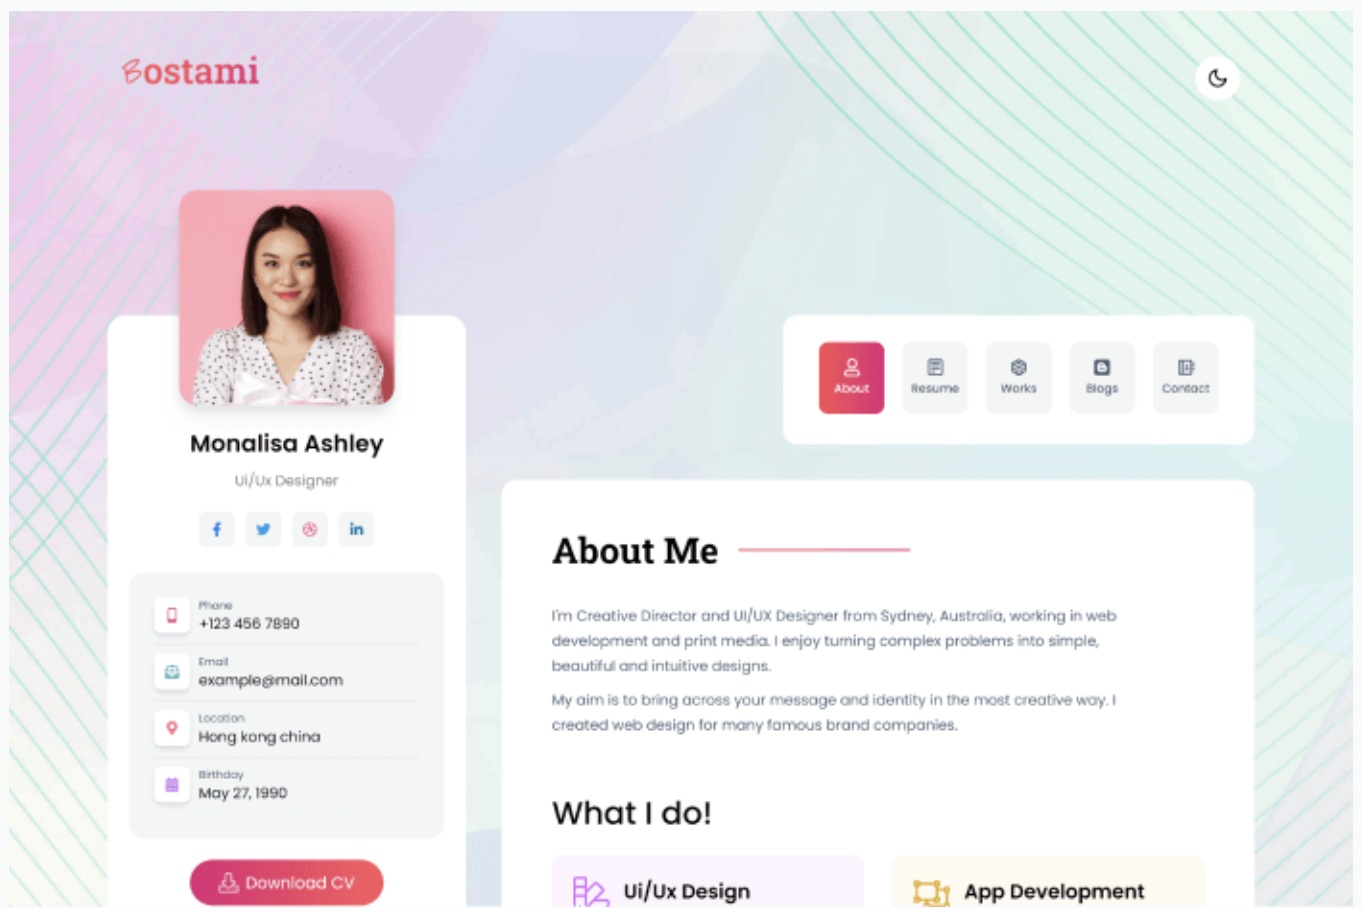 Bostami
About
Resume
Works
Blogs
Contact
Monalisa Ashley
Ui/Ux Designer
Phone
+123 456 7890
Email
example@mail.com
Location
Hong kong china
Birthday
May 27, 1990
Download CV
About Me
I'm Creative Director and UI/UX Designer from Sydney, Australia, working in web
development and print media. I enjoy turning complex problems into simple,
beautiful and intuitive designs.
My aim is to bring across your message and identity in the most creative way. I
created web design for many famous brand companies.
What I do!
Ui/Ux Design
App Development